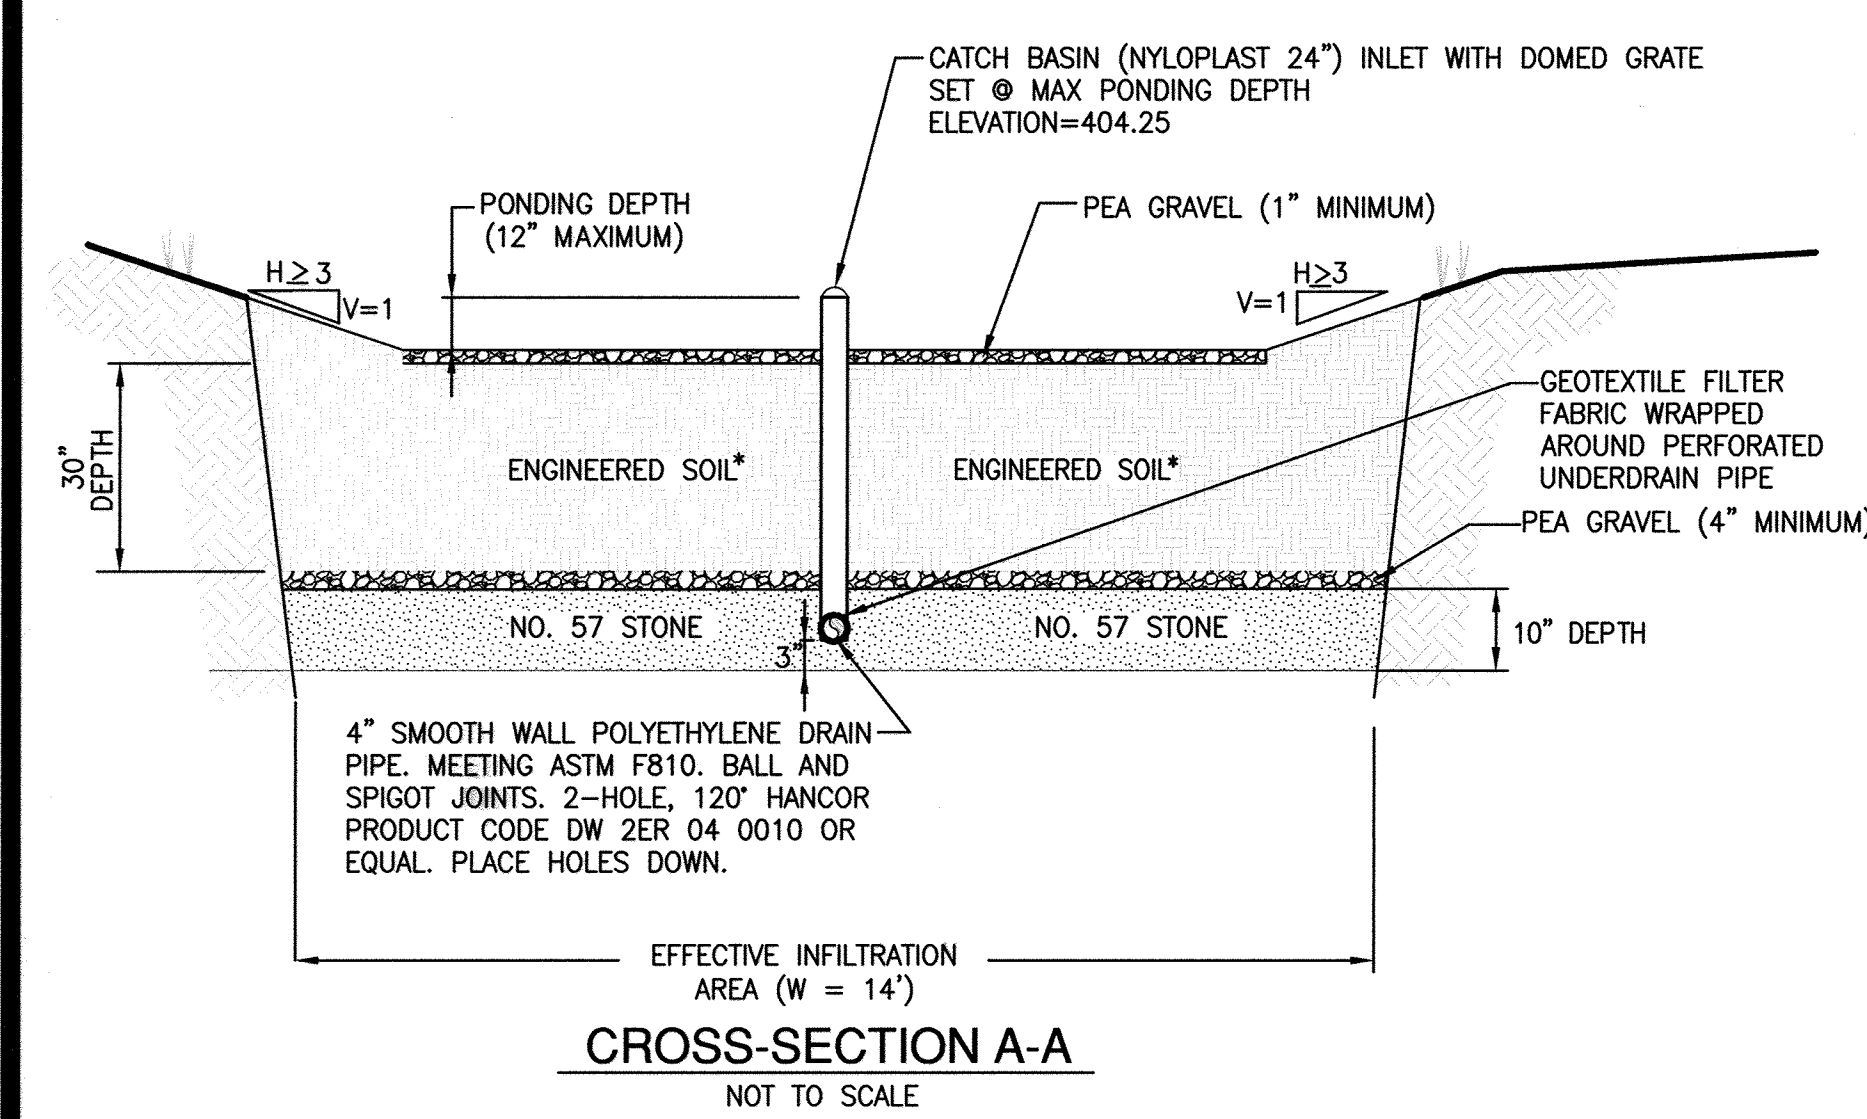 CATCH BASIN (NYLOPLAST 24") INLET WITH DOMED GRATE
SET @ MAX PONDING DEPTH
ELEVATION=404.25
PONDING DEPTH
(12" MAXIMUM)
PEA GRAVEL (1" MINIMUM)
H≥3
V=1
H≥3
V=1
GEOTEXTILE FILTER
FABRIC WRAPPED
AROUND PERFORATED
UNDERDRAIN PIPE
30"
DEPTH
ENGINEERED SOIL*
ENGINEERED SOIL*
PEA GRAVEL (4" MINIMUM)
NO. 57 STONE
NO. 57 STONE
10" DEPTH
3"
4" SMOOTH WALL POLYETHYLENE DRAIN
PIPE. MEETING ASTM F810. BALL AND
SPIGOT JOINTS. 2-HOLE, 120° HANCOR
PRODUCT CODE DW 2ER 04 0010 OR
EQUAL. PLACE HOLES DOWN.
EFFECTIVE INFILTRATION
AREA (W = 14')
CROSS-SECTION A-A
NOT TO SCALE